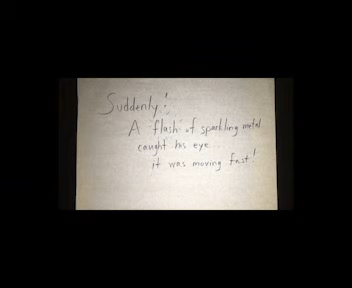 Suddenly!
A flash of sparkling metal
caught his eye
it was moving fast!